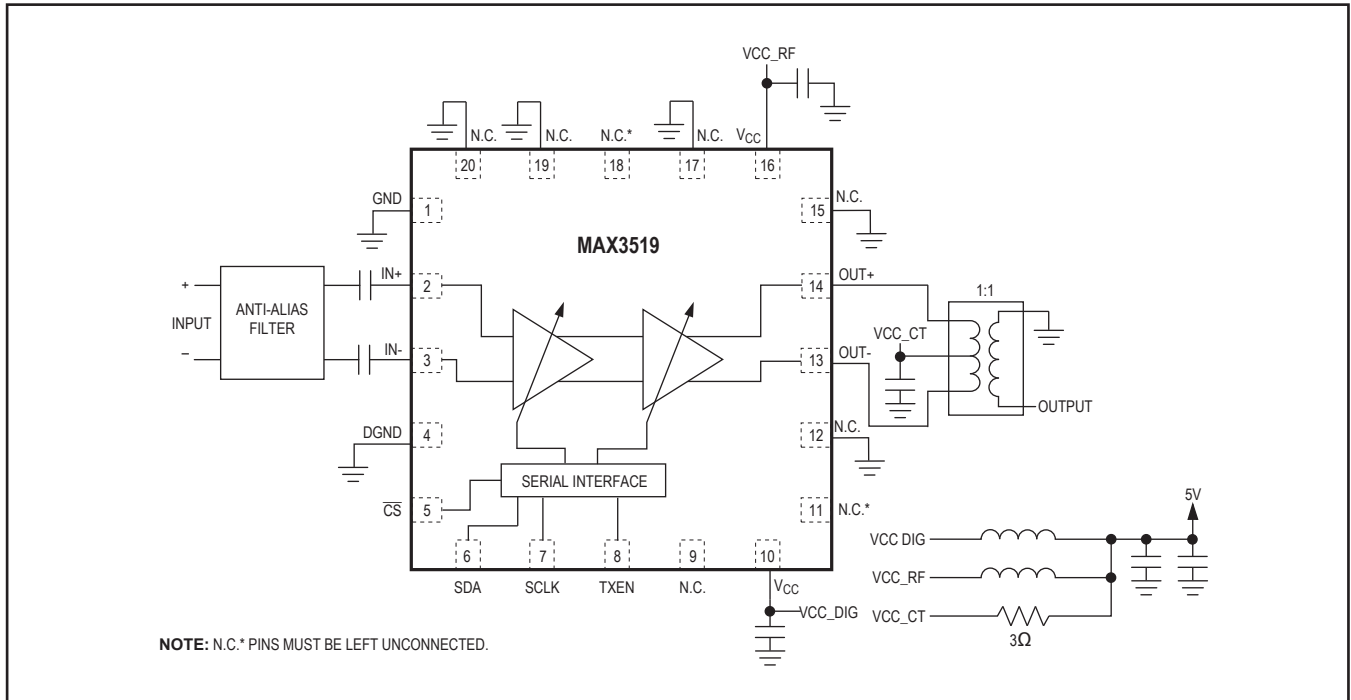 VCC_RF
N.C.
N.C.
N.C.*
N.C.
VCC
20
19
18
17
16
GND
1
15
N.C.
MAX3519
+
INPUT
–
ANTI-ALIAS
FILTER
IN+
2
14
OUT+
1:1
VCC_CT
IN-
3
13
OUT-
OUTPUT
DGND
4
12
N.C.
SERIAL INTERFACE
CS
5
11
N.C.*
5V
VCC DIG
6
7
8
9
10
VCC_RF
SDA
SCLK
TXEN
N.C.
VCC
VCC_DIG
VCC_CT
3Ω
NOTE: N.C.* PINS MUST BE LEFT UNCONNECTED.